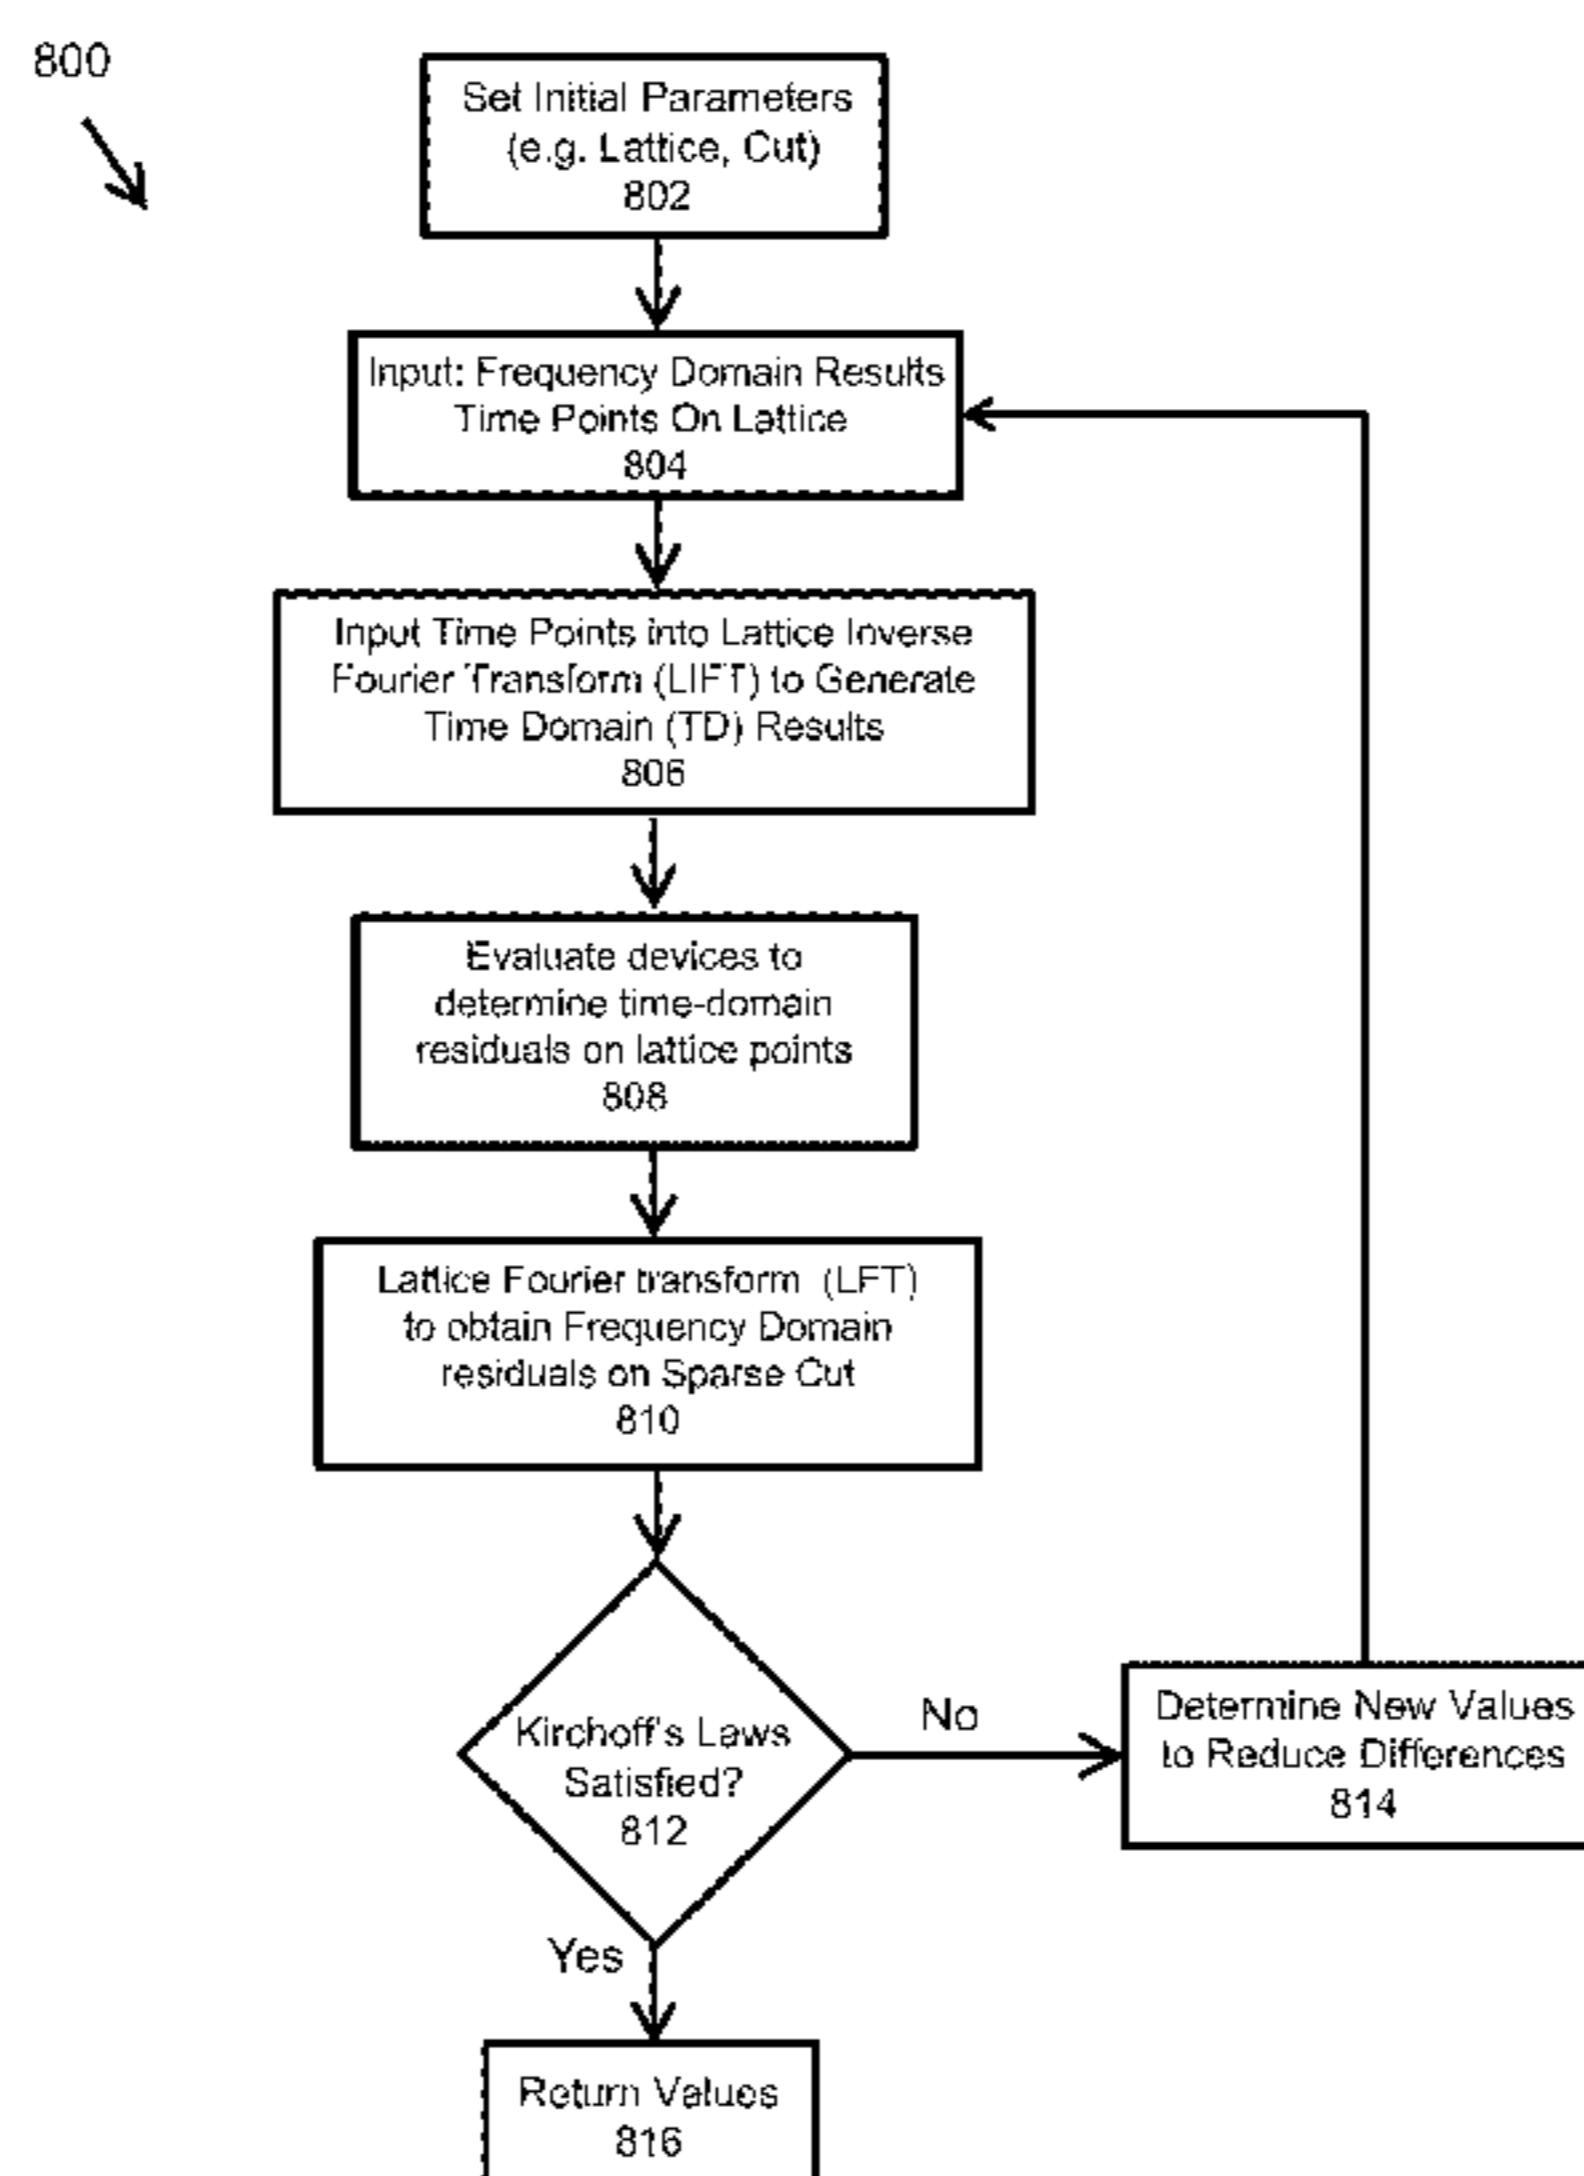 800
Set Initial Parameters
(e.g. Lattice, Cut)
802
Input: Frequency Domain Results
Time Points On Lattice
804
Input Time Points into Lattice Inverse
Fourier Transform (LIFT) to Generate
Time Domain (TD) Results
806
Evaluate devices to
determine time-domain
residuals on lattice points
808
Lattice Fourier transform (LFT)
to obtain Frequency Domain
residuals on Sparse Cut
810
Kirchoff's Laws
Satisfied?
812
No
Determine New Values
to Reduce Differences
814
Yes
Return Values
816